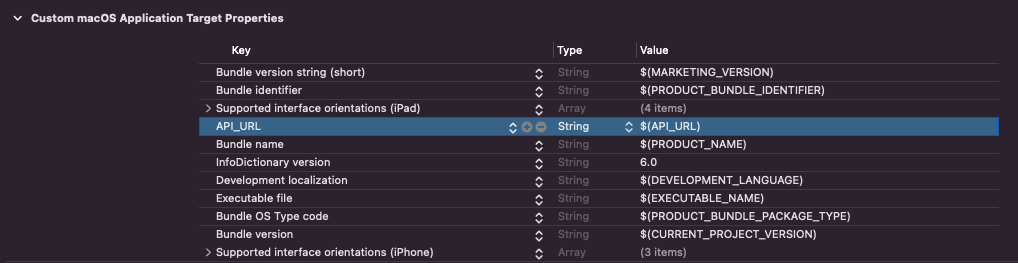 Custom macOS Application Target Properties
Key Type Value
Bundle version string (short) String $(MARKETING_VERSION)
Bundle identifier String $(PRODUCT_BUNDLE_IDENTIFIER)
Supported interface orientations (iPad) Array (4 items)
API_URL String $(API_URL)
Bundle name String $(PRODUCT_NAME)
InfoDictionary version String 6.0
Development localization String $(DEVELOPMENT_LANGUAGE)
Executable file String $(EXECUTABLE_NAME)
Bundle OS Type code String $(PRODUCT_BUNDLE_PACKAGE_TYPE)
Bundle version String $(CURRENT_PROJECT_VERSION)
Supported interface orientations (iPhone) Array (3 items)